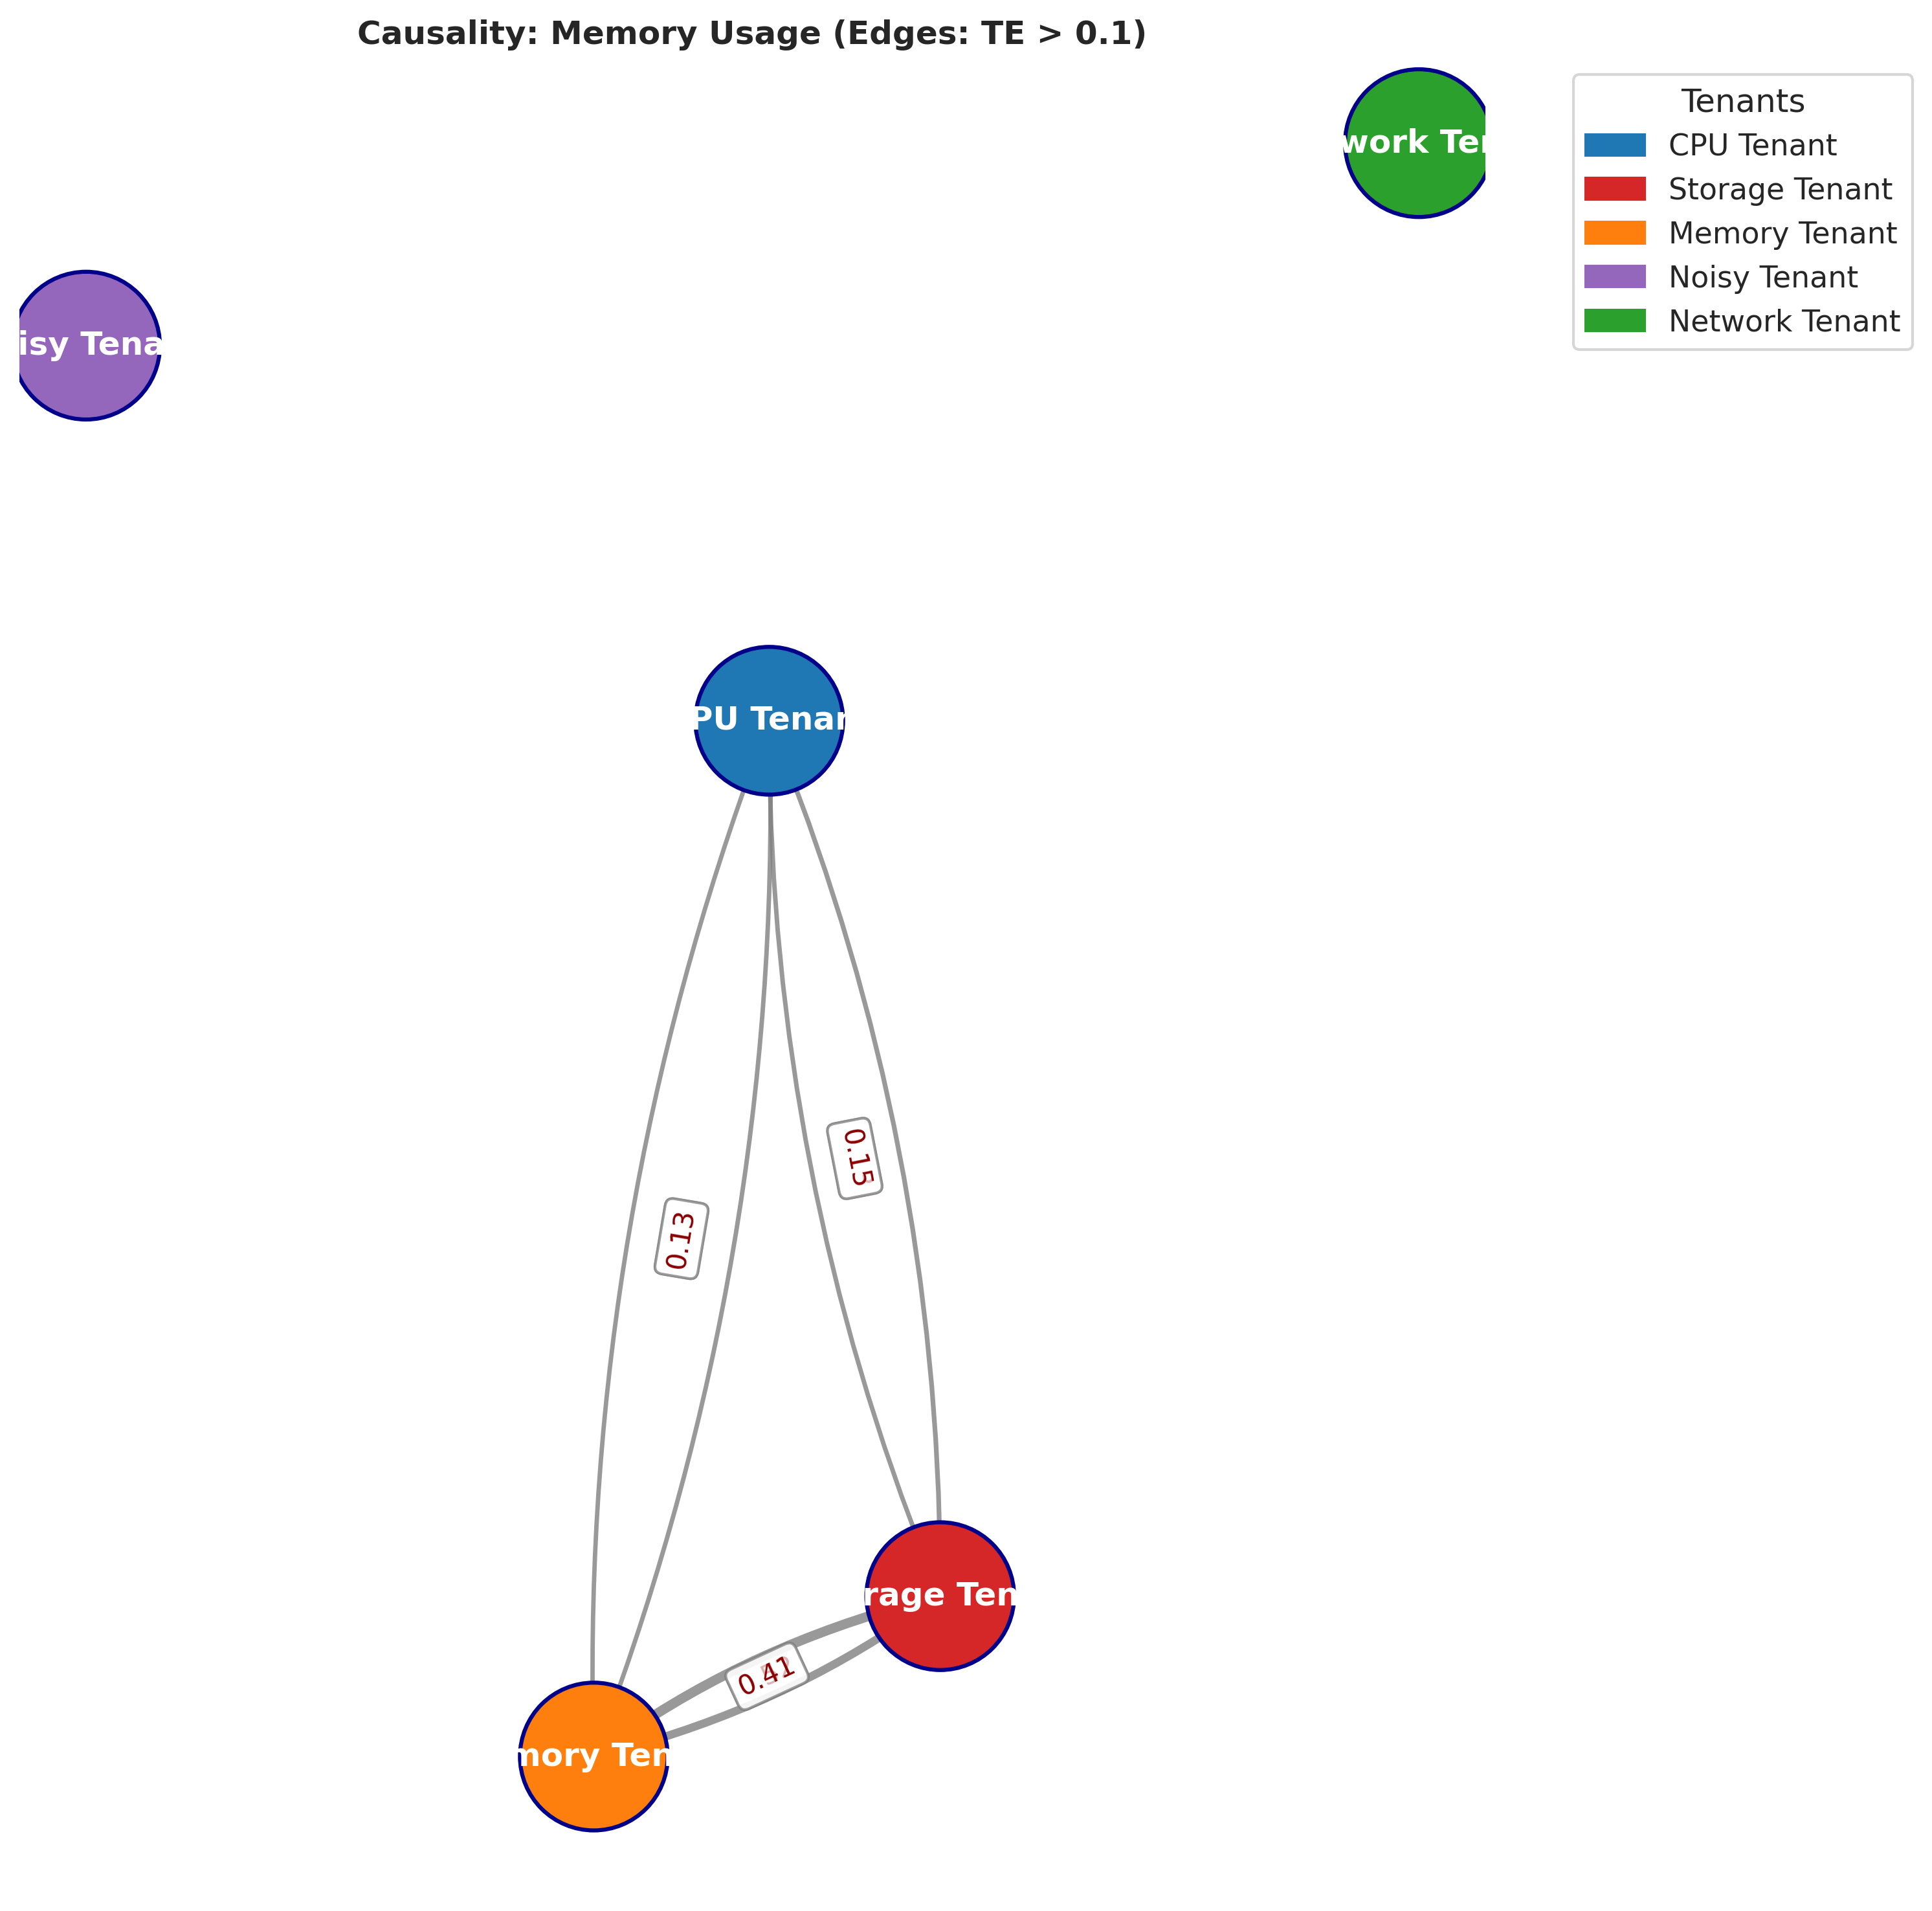 Causality: Memory Usage (Edges: TE > 0.1)
Tenants
CPU Tenant
Storage Tenant
Memory Tenant
Noisy Tenant
Network Tenant
work Ten
isy Tena
PU Tenan
0.15
0.13
rage Ten
0.41
mory Ten